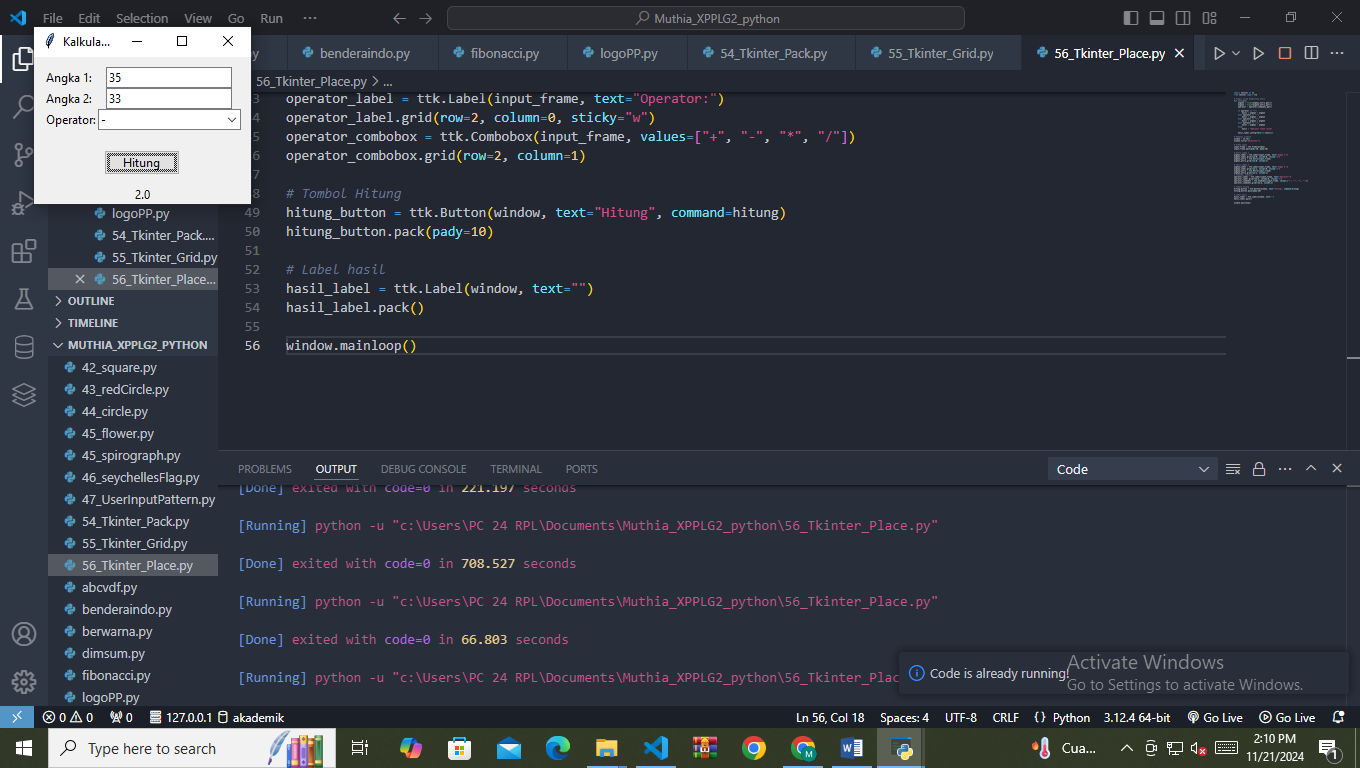 File Edit Selection View Go Run ···
Muthia_XPPLG2_python
Kalkula...
Angka 1: 35
Angka 2: 33
Operator: -
Hitung
2.0
benderaindo.py
fibonacci.py
logoPP.py
54_Tkinter_Pack.py
55_Tkinter_Grid.py
56_Tkinter_Place.py
56_Tkinter_Place.py > ...
operator_label = ttk.Label(input_frame, text="Operator:")
operator_label.grid(row=2, column=0, sticky="w")
operator_combobox = ttk.Combobox(input_frame, values=["+", "-", "*", "/"])
operator_combobox.grid(row=2, column=1)
# Tombol Hitung
49 hitung_button = ttk.Button(window, text="Hitung", command=hitung)
50 hitung_button.pack(pady=10)
51
52 # Label hasil
53 hasil_label = ttk.Label(window, text="")
54 hasil_label.pack()
55
56 window.mainloop()
logoPP.py
54_Tkinter_Pack....
55_Tkinter_Grid.py
56_Tkinter_Place...
OUTLINE
TIMELINE
MUTHIA_XPPLG2_PYTHON
42_square.py
43_redCircle.py
44_circle.py
45_flower.py
45_spirograph.py
46_seychellesFlag.py
47_UserInputPattern.py
54_Tkinter_Pack.py
55_Tkinter_Grid.py
56_Tkinter_Place.py
abcvdf.py
benderaindo.py
berwarna.py
dimsum.py
fibonacci.py
logoPP.py
PROBLEMS OUTPUT DEBUG CONSOLE TERMINAL PORTS
Code
[Done] exited with code=0 in 221.197 seconds
[Running] python -u "c:\Users\PC 24 RPL\Documents\Muthia_XPPLG2_python\56_Tkinter_Place.py"
[Done] exited with code=0 in 708.527 seconds
[Running] python -u "c:\Users\PC 24 RPL\Documents\Muthia_XPPLG2_python\56_Tkinter_Place.py"
[Done] exited with code=0 in 66.803 seconds
[Running] python -u "c:\Users\PC 24 RPL\Documents\Muthia_XPPLG2_python\56_Tkinter_Plac
Code is already running!
Activate Windows
Go to Settings to activate Windows.
0 0 0 127.0.0.1 akademik
Ln 56, Col 18 Spaces: 4 UTF-8 CRLF {} Python 3.12.4 64-bit Go Live Go Live
Type here to search
Cua...
2:10 PM
11/21/2024
1